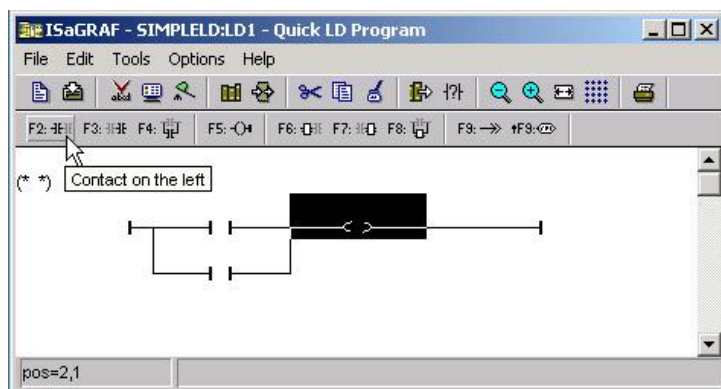 ISaGRAF - SIMPLELD:LD1 - Quick LD Program
File Edit Tools Options Help
F2: F3: F4: F5: F6: F7: F8: F9: ↑F9:
(* *)
Contact on the left
pos=2,1